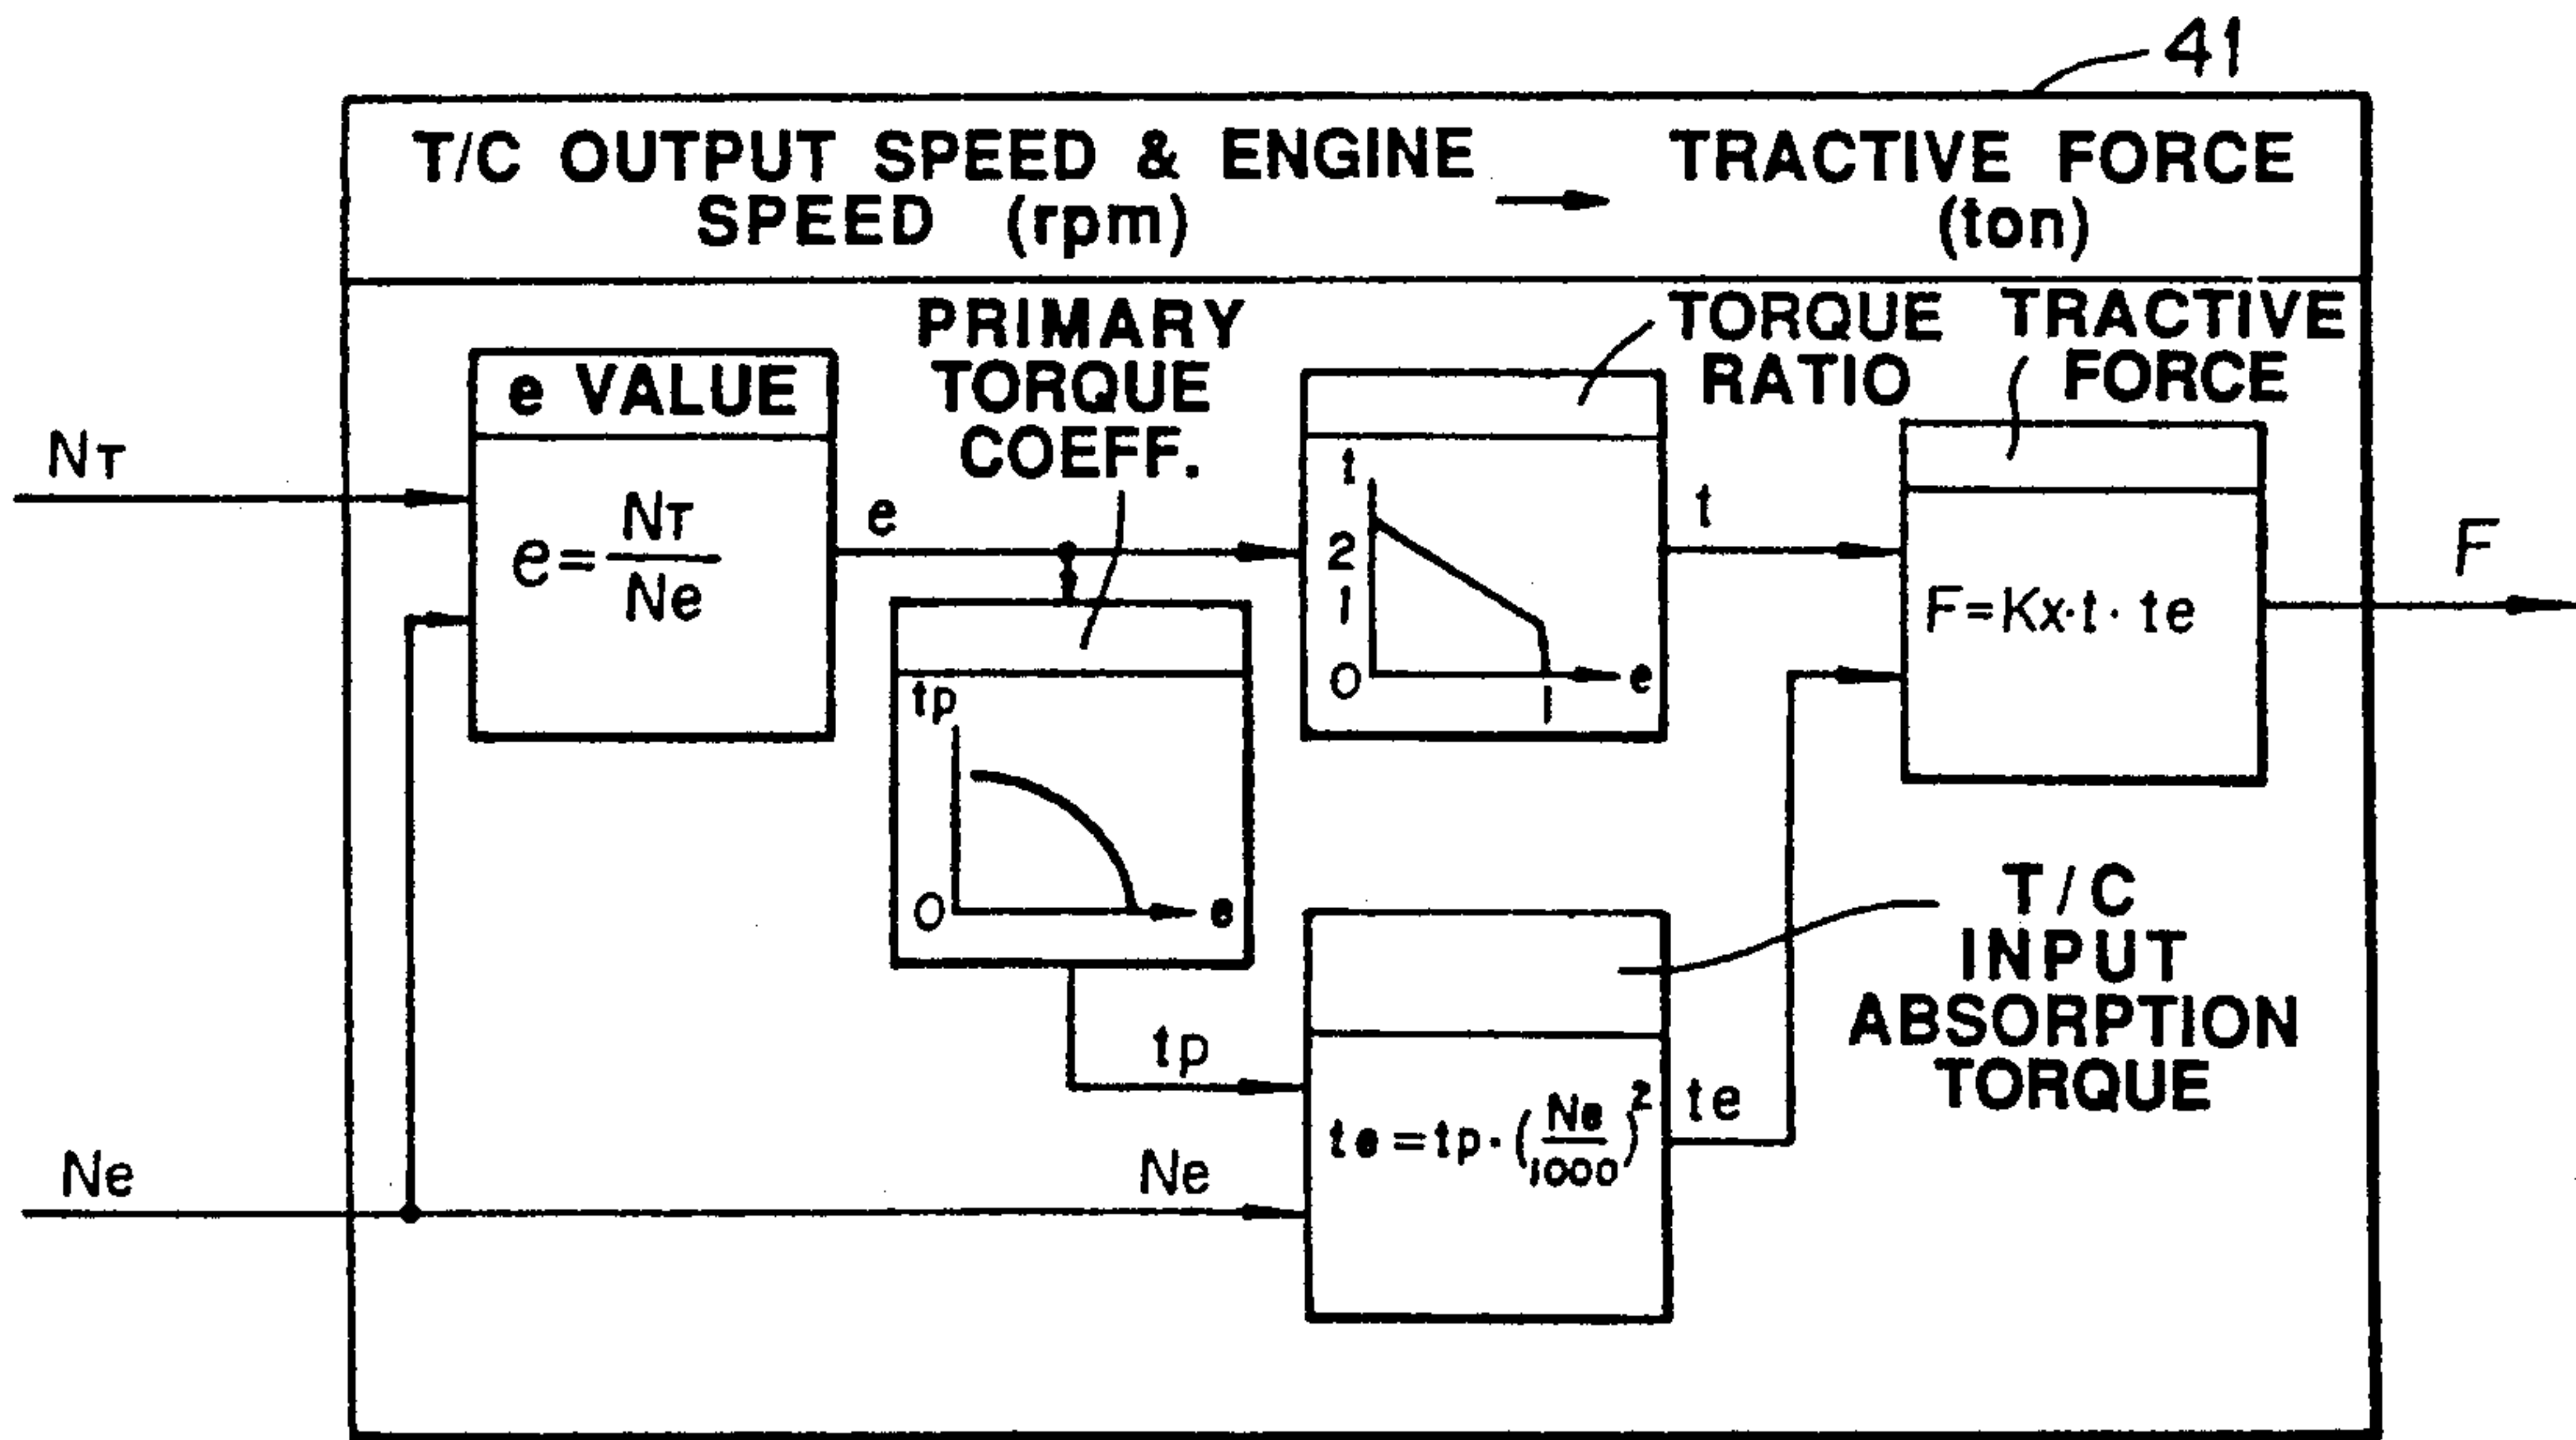 41
T/C OUTPUT SPEED & ENGINE
SPEED (rpm)
→
TRACTIVE FORCE
(ton)
e VALUE
e = NT / Ne
NT
Ne
e
PRIMARY
TORQUE
COEFF.
tp
0
e
tp
Ne
TORQUE
RATIO
t
2
1
0
1
e
t
TRACTIVE
FORCE
F=Kx·t·te
F
T/C
INPUT
ABSORPTION
TORQUE
te=tp·(Ne/1000)²
te